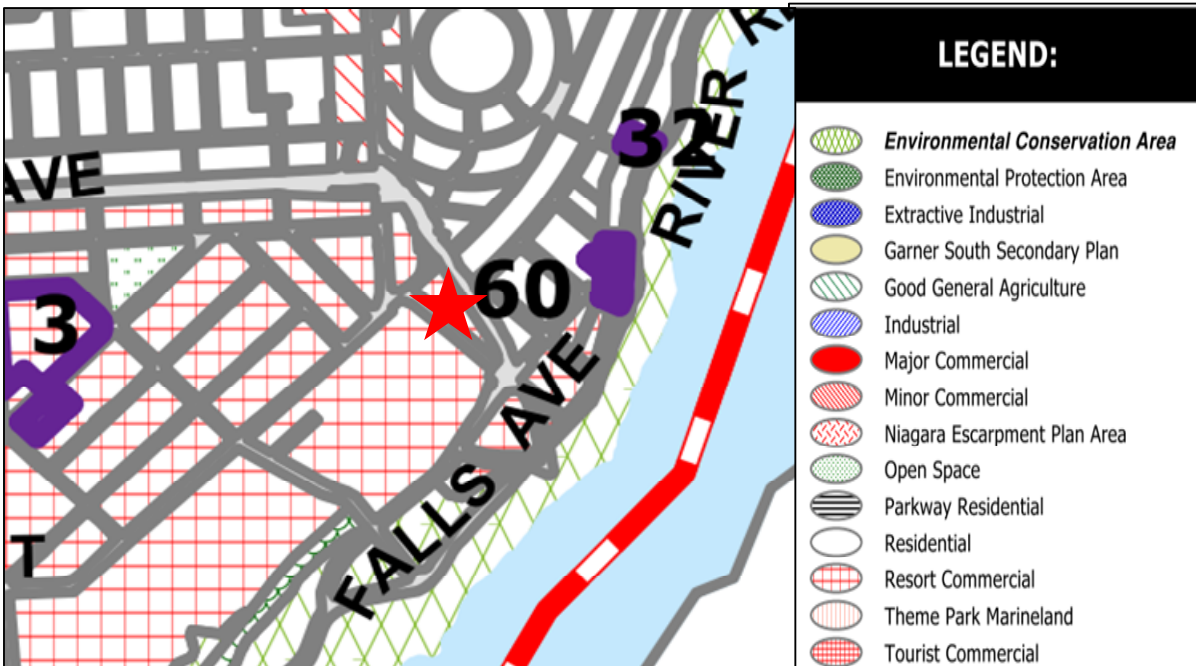 AVE
32
RIVER
60
3
FALLS AVE
T
LEGEND:
Environmental Conservation Area
Environmental Protection Area
Extractive Industrial
Garner South Secondary Plan
Good General Agriculture
Industrial
Major Commercial
Minor Commercial
Niagara Escarpment Plan Area
Open Space
Parkway Residential
Residential
Resort Commercial
Theme Park Marineland
Tourist Commercial